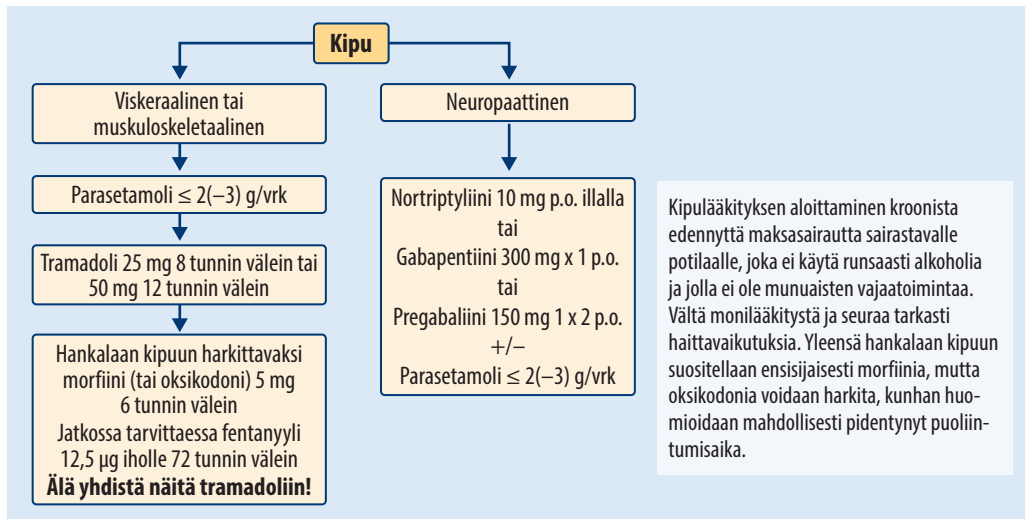 Kipu
Viskeraalinen tai
muskuloskeletaalinen
Parasetamoli ≤ 2(–3) g/vrk
Tramadoli 25 mg 8 tunnin välein tai
50 mg 12 tunnin välein
Hankalaan kipuun harkittavaksi
morfiini (tai oksikodoni) 5 mg
6 tunnin välein
Jatkossa tarvittaessa fentanyyli
12,5 µg iholle 72 tunnin välein
Älä yhdistä näitä tramadoliin!
Neuropaattinen
Nortriptyliini 10 mg p.o. illalla
tai
Gabapentiini 300 mg x 1 p.o.
tai
Pregabaliini 150 mg 1 x 2 p.o.
+/–
Parasetamoli ≤ 2(–3) g/vrk
Kipulääkityksen aloittaminen kroonista
edennyttä maksasairautta sairastavalle
potilaalle, joka ei käytä runsaasti alkoholia
ja jolla ei ole munuaisten vajaatoimintaa.
Vältä monilääkitystä ja seuraa tarkasti
haittavaikutuksia. Yleensä hankalaan kipuun
suositellaan ensisijaisesti morfiinia, mutta
oksikodonia voidaan harkita, kunhan huo-
mioidaan mahdollisesti pidentynyt puoliin-
tumisaika.